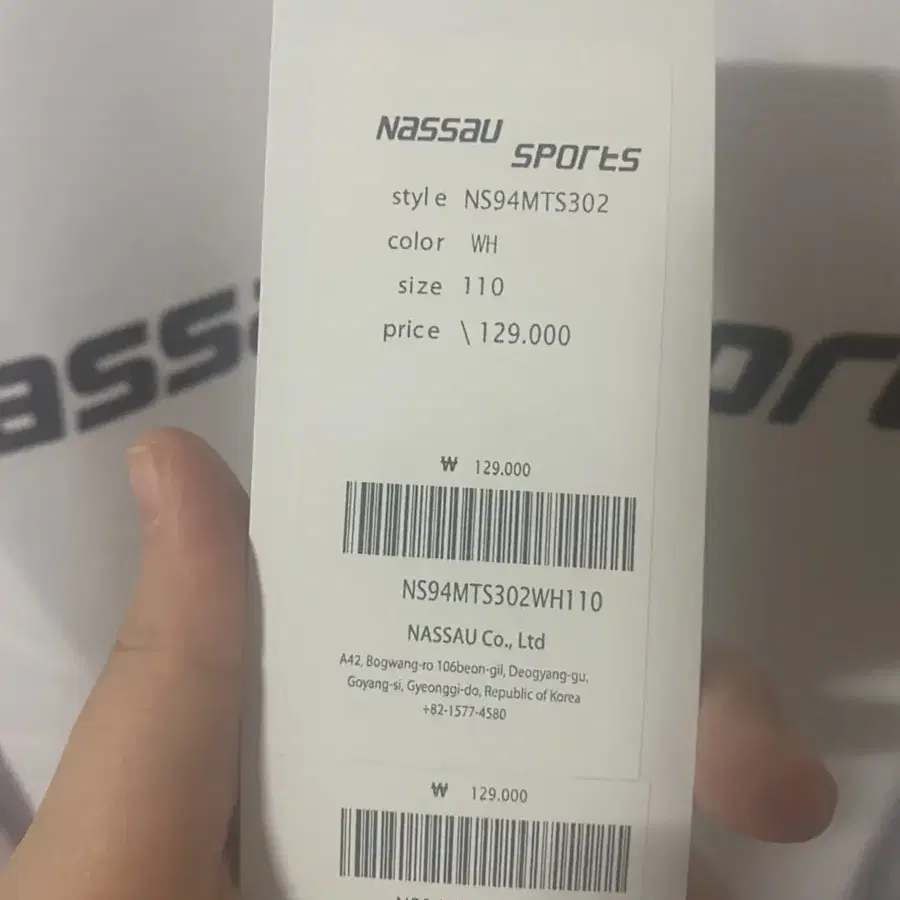 Nassau
SPORTS
style NS94MTS302
color WH
size 110
price \ 129.000
₩ 129.000
NS94MTS302WH110
NASSAU Co., Ltd
A42, Bogwang-ro 106beon-gil, Deogyang-gu,
Goyang-si, Gyeonggi-do, Republic of Korea
+82-1577-4580
₩ 129.000